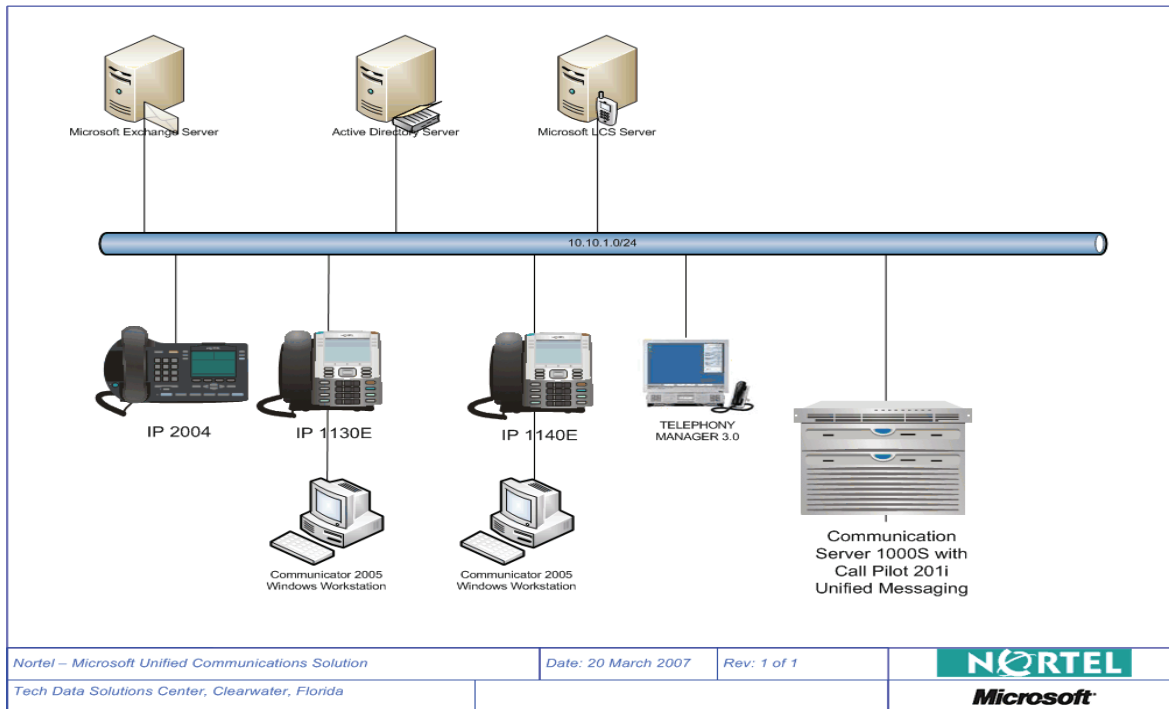 Microsoft Exchange Server
Active Directory Server
Microsoft LCS Server
10.10.1.0/24
IP 2004
IP 1130E
IP 1140E
TELEPHONY
MANAGER 3.0
Communicator 2005
Windows Workstation
Communicator 2005
Windows Workstation
Communication
Server 1000S with
Call Pilot 201i
Unified Messaging
Nortel – Microsoft Unified Communications Solution
Date: 20 March 2007
Rev: 1 of 1
NORTEL
Tech Data Solutions Center, Clearwater, Florida
Microsoft